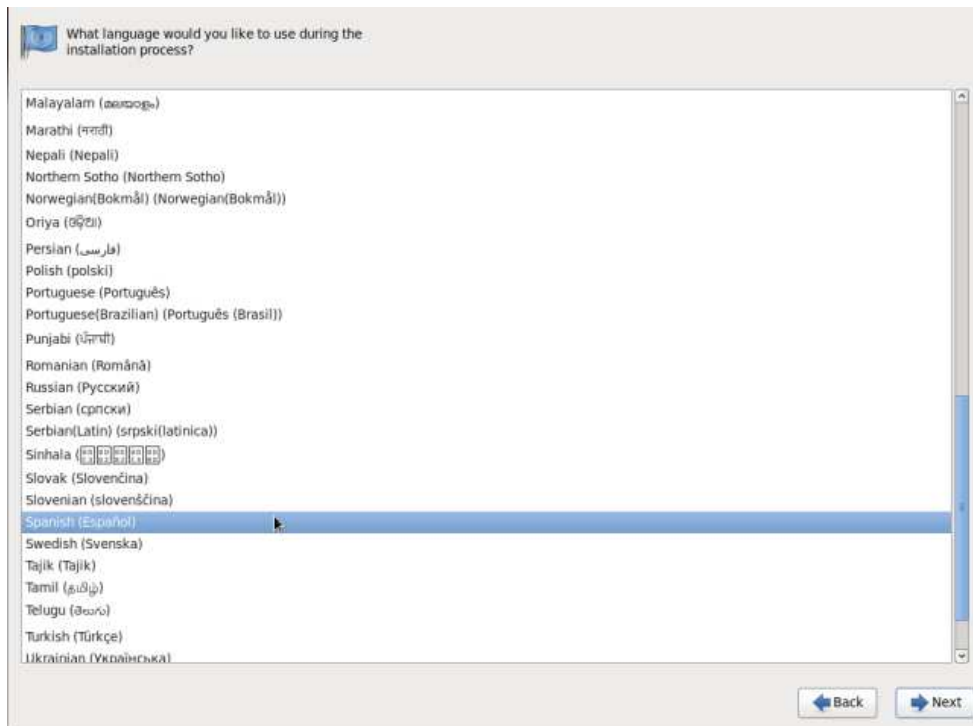 What language would you like to use during the
installation process?
Malayalam (മലയാളം)
Marathi (मराठी)
Nepali (Nepali)
Northern Sotho (Northern Sotho)
Norwegian(Bokmål) (Norwegian(Bokmål))
Oriya (ଓଡ଼ିଆ)
Persian (فارسی)
Polish (polski)
Portuguese (Português)
Portuguese(Brazilian) (Português (Brasil))
Punjabi (ਪੰਜਾਬੀ)
Romanian (Română)
Russian (Русский)
Serbian (српски)
Serbian(Latin) (srpski(latinica))
Sinhala ()
Slovak (Slovenčina)
Slovenian (slovenščina)
Spanish (Español)
Swedish (Svenska)
Tajik (Tajik)
Tamil (தமிழ்)
Telugu (తెలుగు)
Turkish (Türkçe)
Ukrainian (Українська)
Back
Next